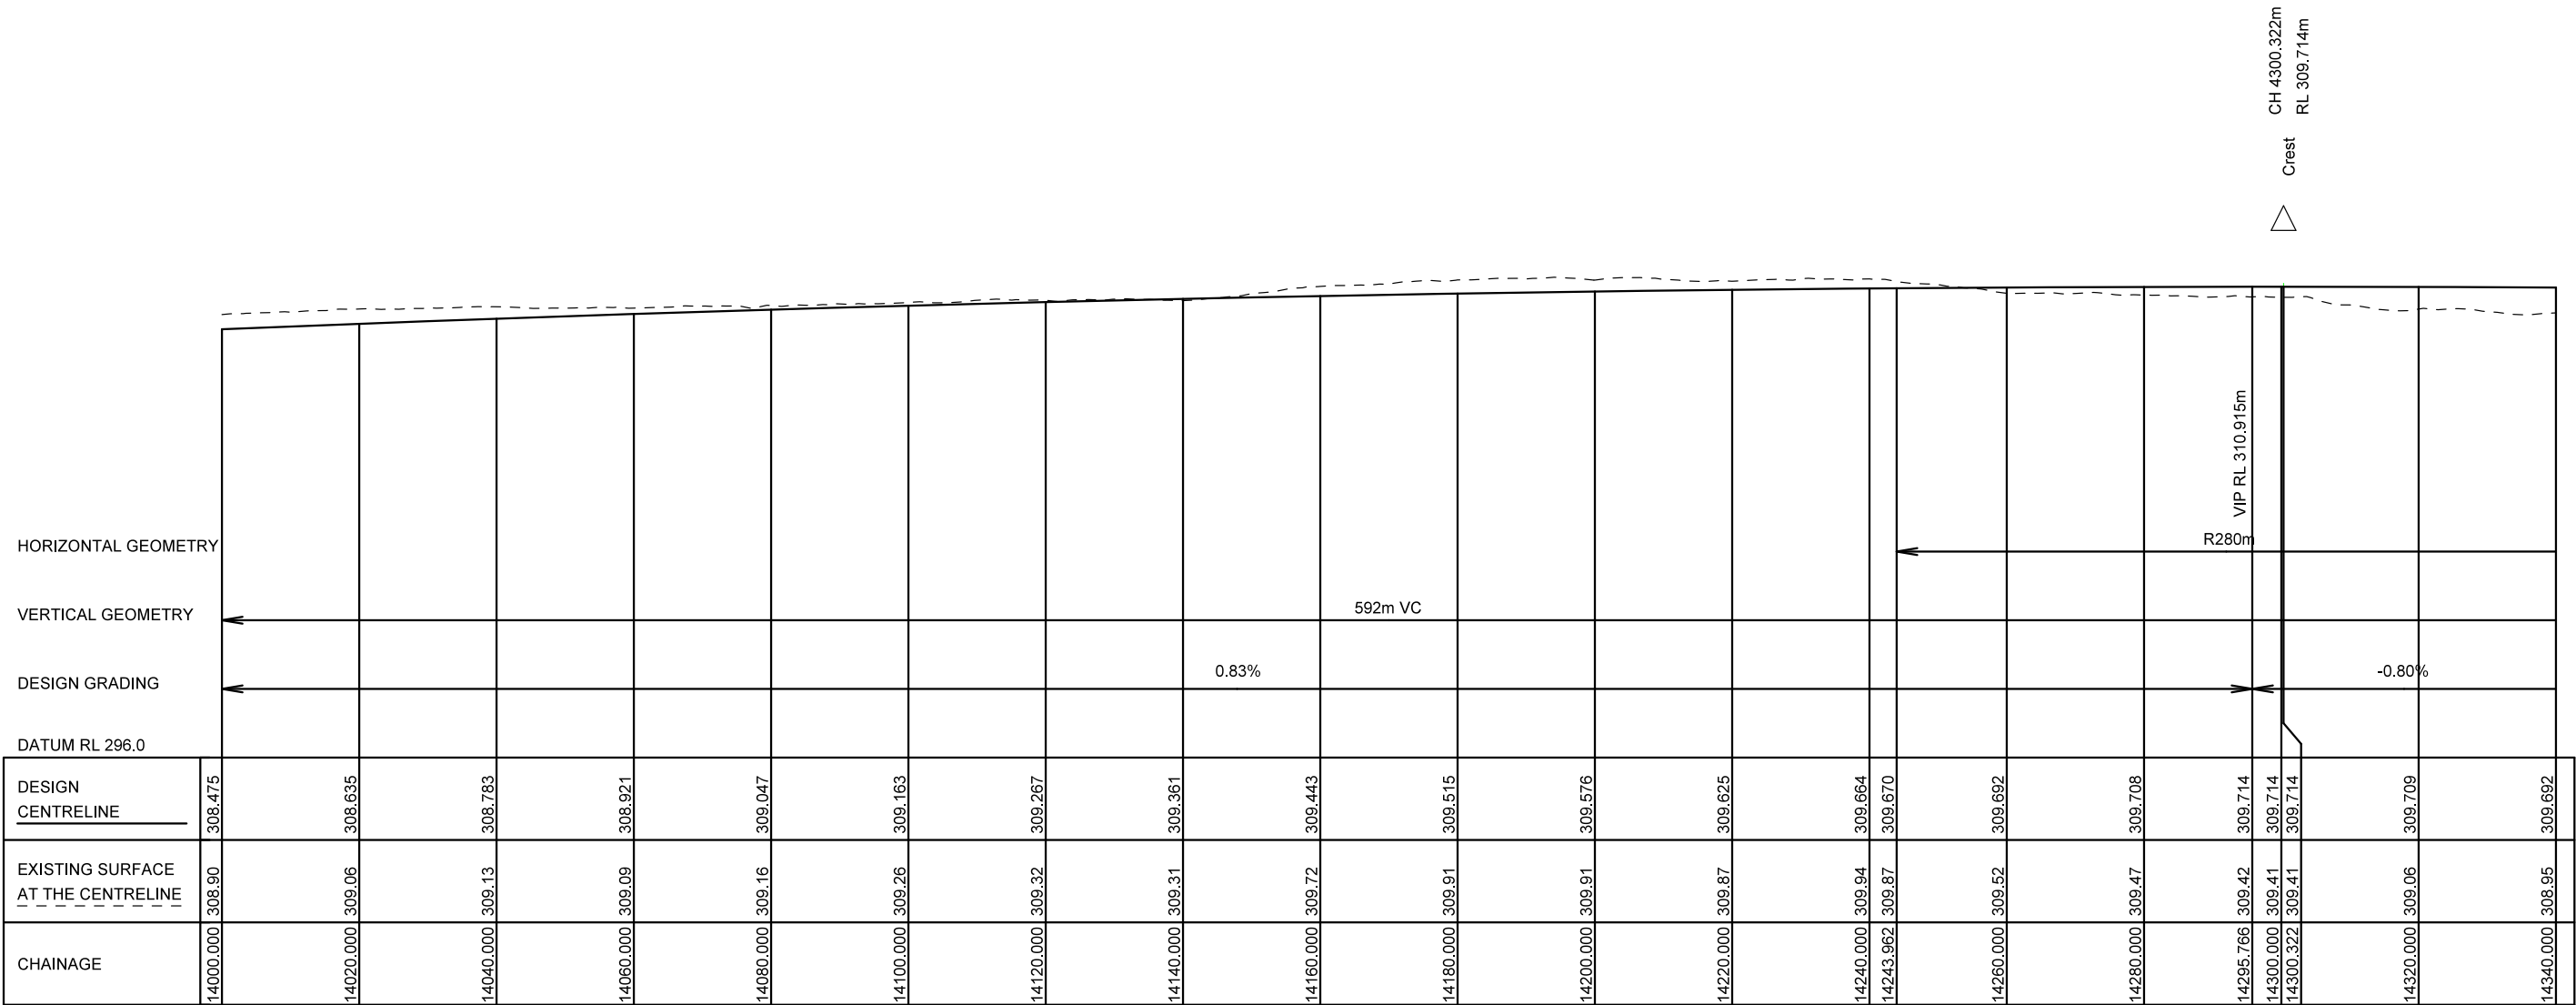 CH 4300.322m
RL 309.714m
Crest
VIP RL 310.915m
HORIZONTAL GEOMETRY
R280m
VERTICAL GEOMETRY
592m VC
DESIGN GRADING
0.83%
-0.80%
DATUM RL 296.0
DESIGN
CENTRELINE
308.475 308.635 308.783 308.921 309.047 309.163 309.267 309.361 309.443 309.515 309.576 309.625 309.664 309.670 309.692 309.708 309.714 309.714 309.714 309.709 309.692
EXISTING SURFACE
AT THE CENTRELINE
308.90 309.06 309.13 309.09 309.16 309.26 309.32 309.31 309.72 309.91 309.91 309.87 309.94 309.87 309.52 309.47 309.42 309.41 309.41 309.06 308.95
CHAINAGE
14000.000 14020.000 14040.000 14060.000 14080.000 14100.000 14120.000 14140.000 14160.000 14180.000 14200.000 14220.000 14240.000 14243.962 14260.000 14280.000 14295.766 14300.000 14300.322 14320.000 14340.000